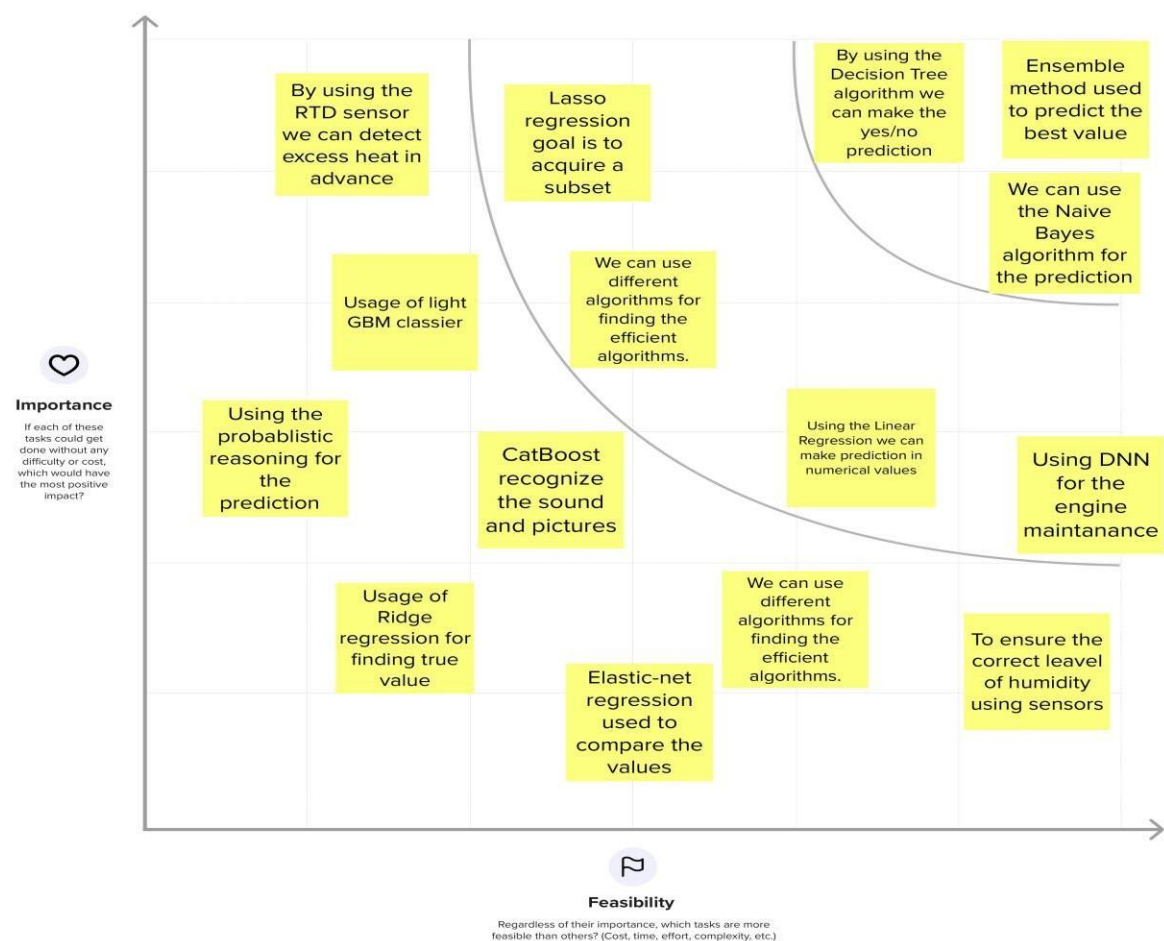 By using the
RTD sensor
we can detect
excess heat in
advance
Lasso
regression
goal is to
acquire a
subset
By using the
Decision Tree
algorithm we
can make the
yes/no
prediction
Ensemble
method used
to predict the
best value
We can use
the Naive
Bayes
algorithm for
the prediction
Usage of light
GBM classier
We can use
different
algorithms for
finding the
efficient
algorithms.
Importance
If each of these
tasks could get
done without any
difficulty or cost,
which would have
the most positive
impact?
Using the
probablistic
reasoning for
the
prediction
CatBoost
recognize
the sound
and pictures
Using the Linear
Regression we can
make prediction in
numerical values
Using DNN
for the
engine
maintanance
Usage of
Ridge
regression for
finding true
value
Elastic-net
regression
used to
compare the
values
We can use
different
algorithms for
finding the
efficient
algorithms.
To ensure the
correct leavel
of humidity
using sensors
Feasibility
Regardless of their importance, which tasks are more
feasible than others? (Cost, time, effort, complexity, etc.)